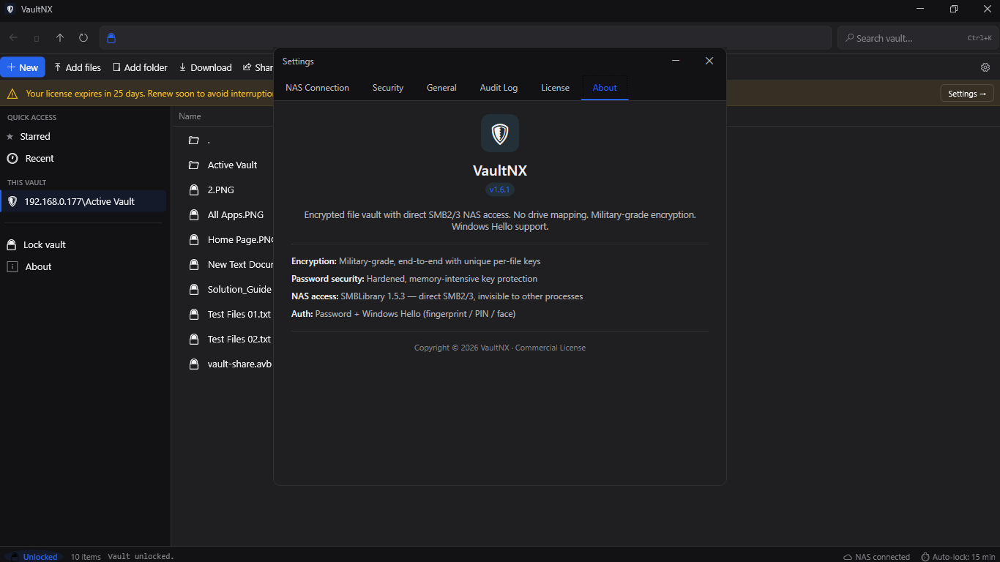 VaultNX
Search vault... Ctrl+K
New Add files Add folder Download Shar
Your license expires in 25 days. Renew soon to avoid interruptio
Settings →
QUICK ACCESS
Starred
Recent
THIS VAULT
192.168.0.177\Active Vault
Lock vault
About
Name
.
Active Vault
2.PNG
All Apps.PNG
Home Page.PNG
New Text Docum
Solution_Guide
Test Files 01.txt
Test Files 02.txt
vault-share.avb
Settings
NAS Connection Security General Audit Log License About
VaultNX
v1.6.1
Encrypted file vault with direct SMB2/3 NAS access. No drive mapping. Military-grade encryption.
Windows Hello support.
Encryption: Military-grade, end-to-end with unique per-file keys
Password security: Hardened, memory-intensive key protection
NAS access: SMBLibrary 1.5.3 — direct SMB2/3, invisible to other processes
Auth: Password + Windows Hello (fingerprint / PIN / face)
Copyright © 2026 VaultNX · Commercial License
Unlocked 10 items Vault unlocked. NAS connected Auto-lock: 15 min